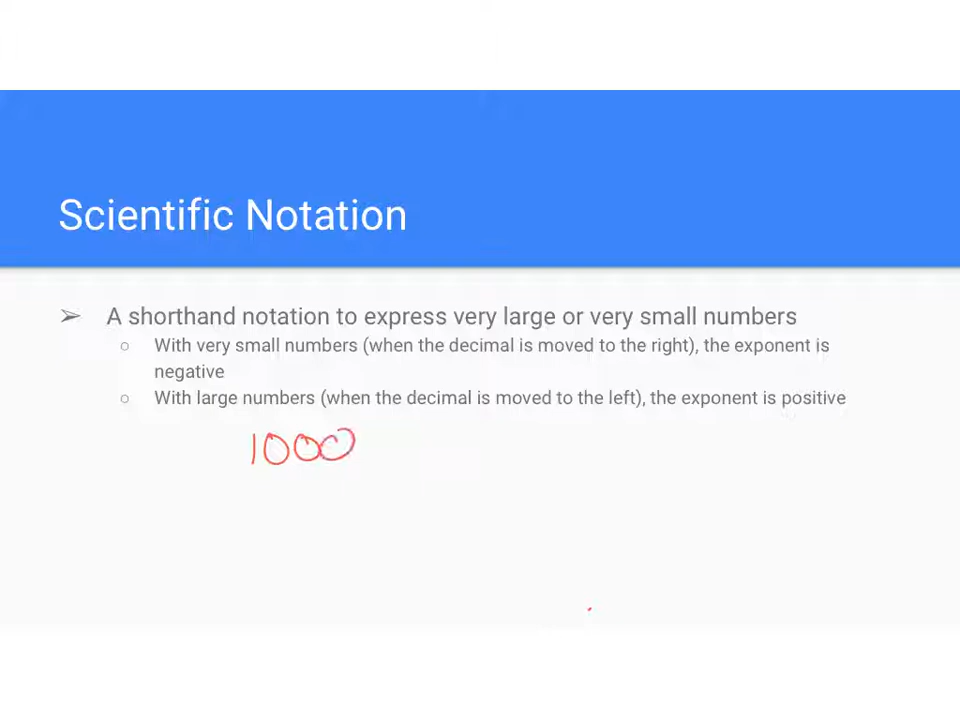 Scientific Notation
➢ A shorthand notation to express very large or very small numbers
○ With very small numbers (when the decimal is moved to the right), the exponent is
negative
○ With large numbers (when the decimal is moved to the left), the exponent is positive
1000